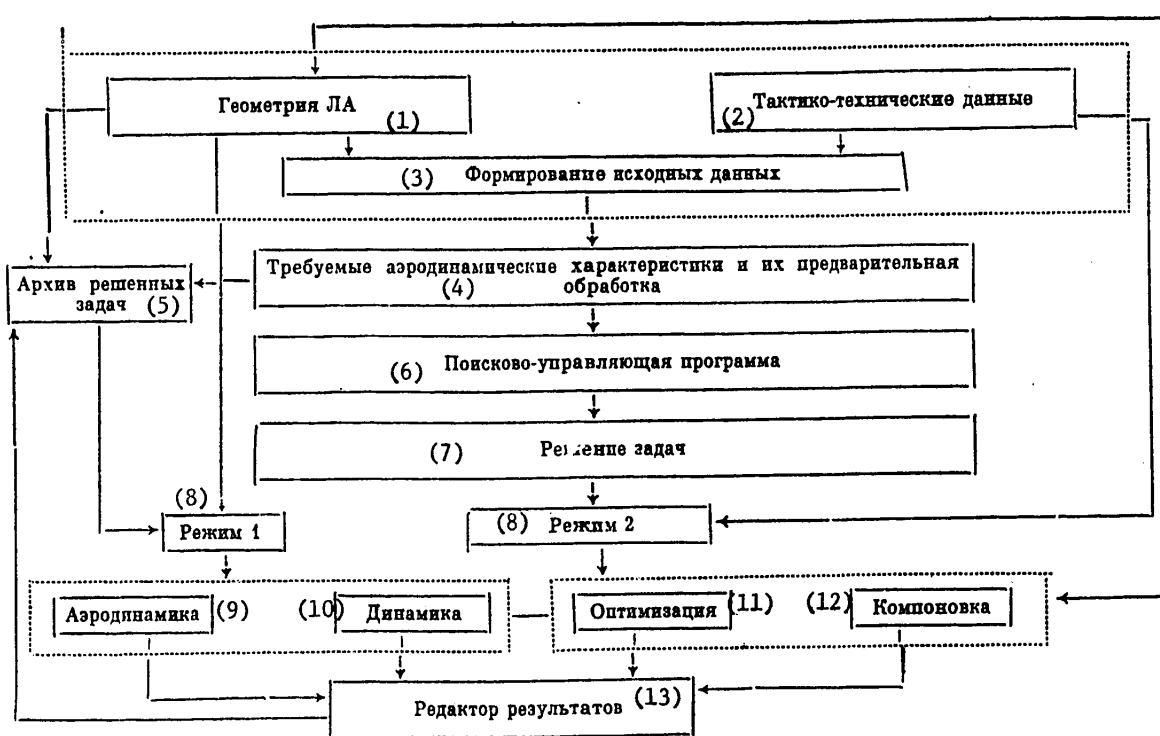 Геометрия ЛА
(1)
Тактико-технические данные
(2)
(3) Формирование исходных данных
Требуемые аэродинамические характеристики и их предварительная
(4) обработка
Архив решенных
задач (5)
(6) Поисково-управляющая программа
(7) задач
(8)
Режим 1
(8) Режим 2
Аэродинамика (9)
(10) Динамика
Оптимизация (11)
(12) Компоновка
Редактор результатов (13)